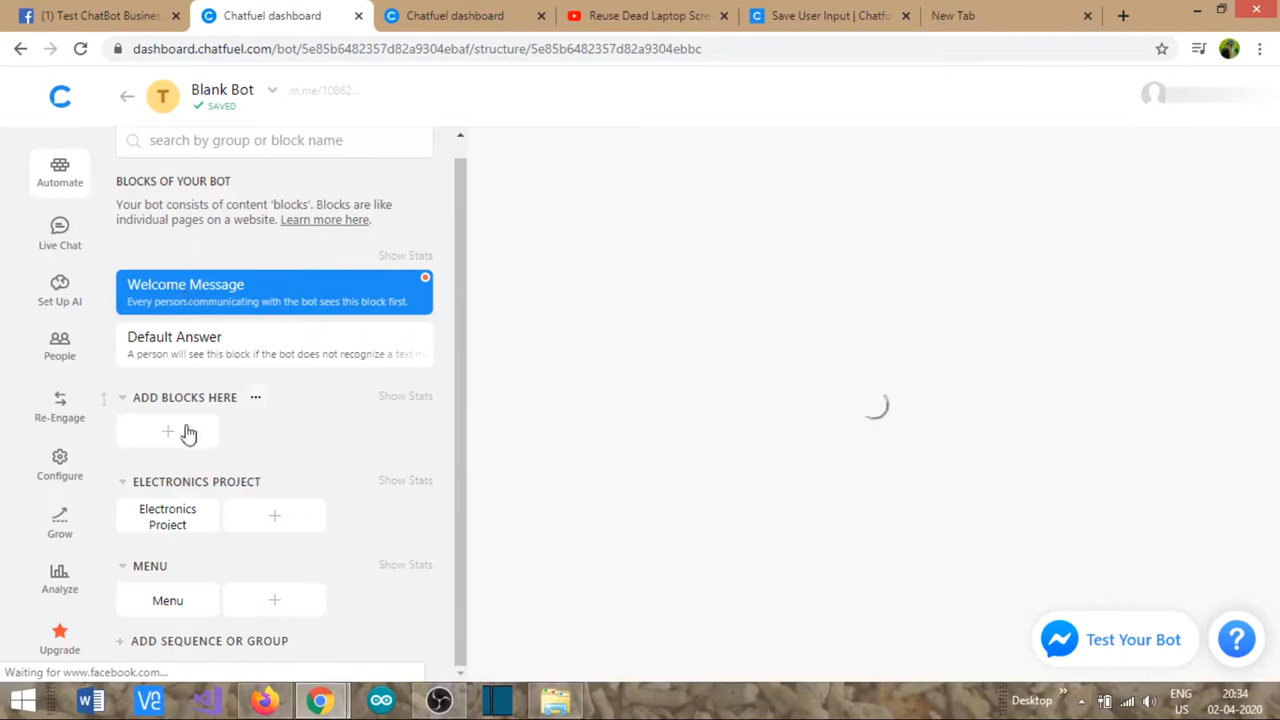 (1) Test ChatBot Busines
Chatfuel dashboard
Chatfuel dashboard
Reuse Dead Laptop Scre
Save User Input | Chatfu
New Tab
dashboard.chatfuel.com/bot/5e85b6482357d82a9304ebaf/structure/5e85b6482357d82a9304ebbc
T
Blank Bot
m.me/10862...
SAVED
search by group or block name
Automate
BLOCKS OF YOUR BOT
Your bot consists of content 'blocks'. Blocks are like
individual pages on a website. Learn more here.
Live Chat
Show Stats
Welcome Message
Every person communicating with the bot sees this block first.
Set Up AI
Default Answer
A person will see this block if the bot does not recognize a text m
People
ADD BLOCKS HERE
Show Stats
Re-Engage
Configure
ELECTRONICS PROJECT
Show Stats
Electronics
Project
Grow
MENU
Show Stats
Analyze
Menu
ADD SEQUENCE OR GROUP
Upgrade
Test Your Bot
?
Waiting for www.facebook.com...
Desktop
ENG
US
20:34
02-04-2020